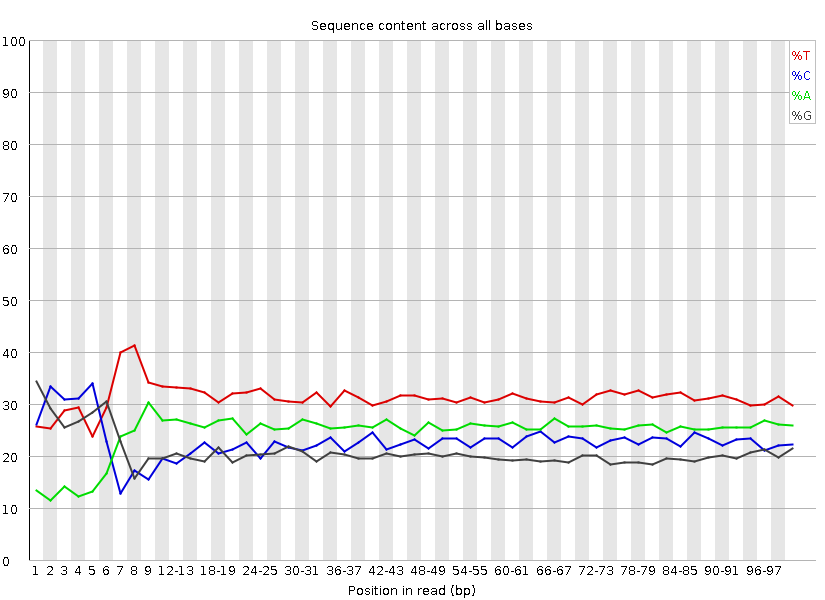 Sequence content across all bases
100
90
80
70
60
50
40
30
20
10
0
%T
%C
%A
%G
1 2 3 4 5 6 7 8 9 12-13 18-19 24-25 30-31 36-37 42-43 48-49 54-55 60-61 66-67 72-73 78-79 84-85 90-91 96-97
Position in read (bp)